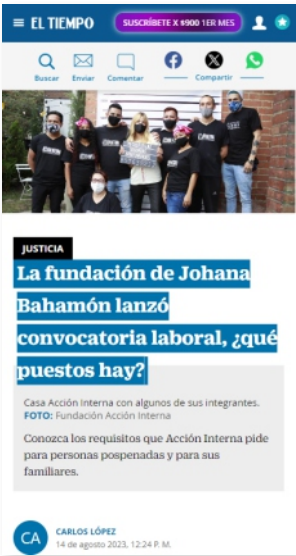 EL TIEMPO
SUSCRÍBETE X $900 1ER MES
Buscar
Enviar
Comentar
Compartir
JUSTICIA
La fundación de Johana
Bahamón lanzó
convocatoria laboral, ¿qué
puestos hay?
Casa Acción Interna con algunos de sus integrantes.
FOTO: Fundación Acción Interna
Conozca los requisitos que Acción Interna pide
para personas pospenadas y para sus
familiares.
CA
CARLOS LÓPEZ
14 de agosto 2023, 12:24 P. M.